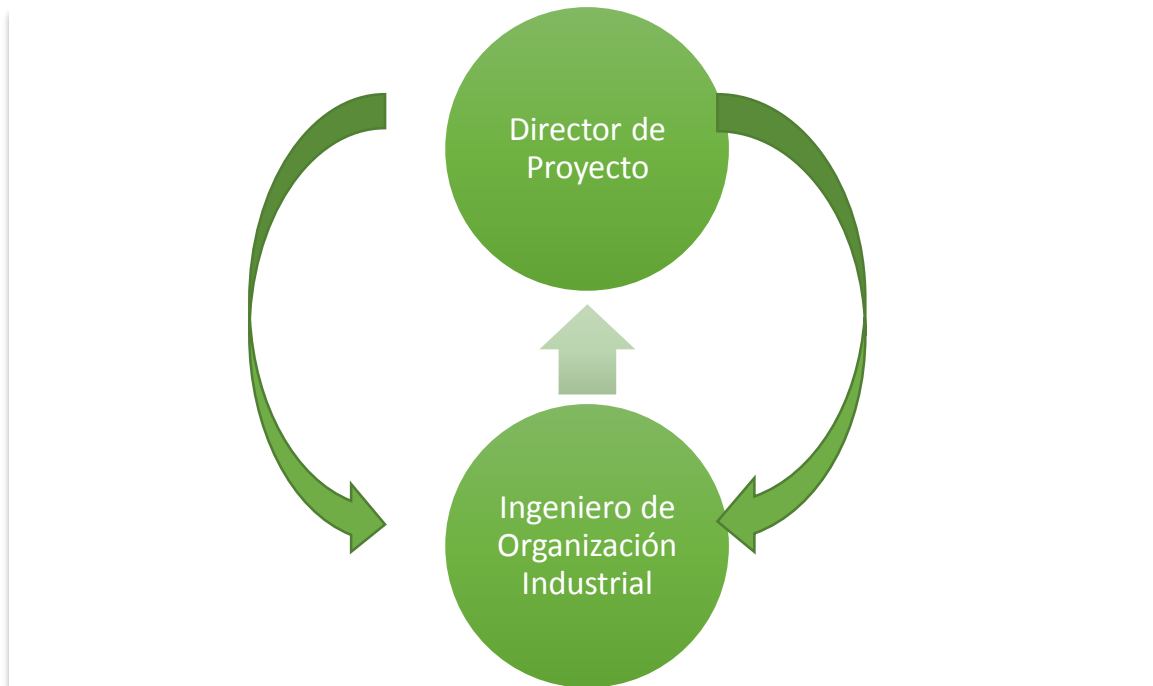 Director de
Proyecto
Ingeniero de
Organización
Industrial